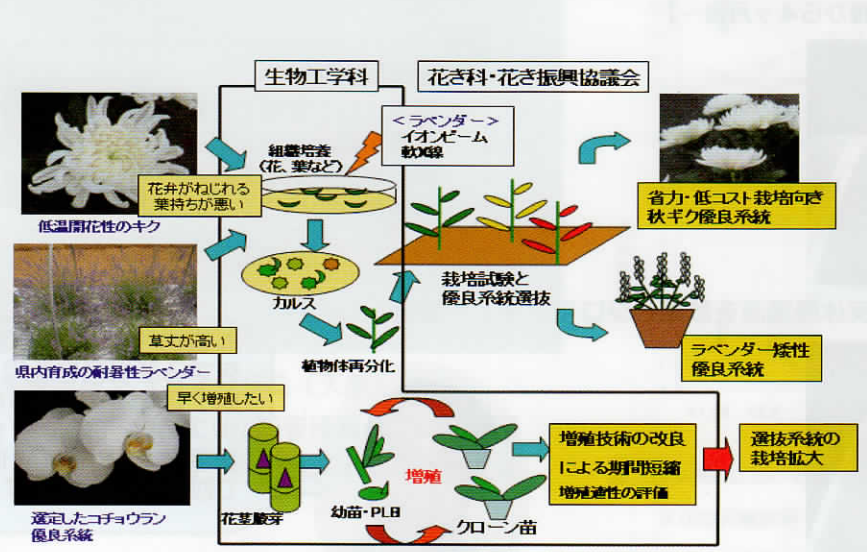 生物工学科
花き科・花き振興協議会
<ラベンダー>
イオンビーム
軟X線
組織培養
(花、葉など)
花弁がねじれる
葉持ちが悪い
低温開花性のキク
省力・低コスト栽培向き
秋ギク優良系統
カルス
栽培試験と
優良系統選抜
草丈が高い
植物体再分化
県内育成の耐暑性ラベンダー
ラベンダー矮性
優良系統
早く増殖したい
増殖技術の改良
による期間短縮
増殖適性の評価
選抜系統の
栽培拡大
増殖
花茎腋芽
幼苗・PLB
クローン苗
選定したコチョウラン
優良系統